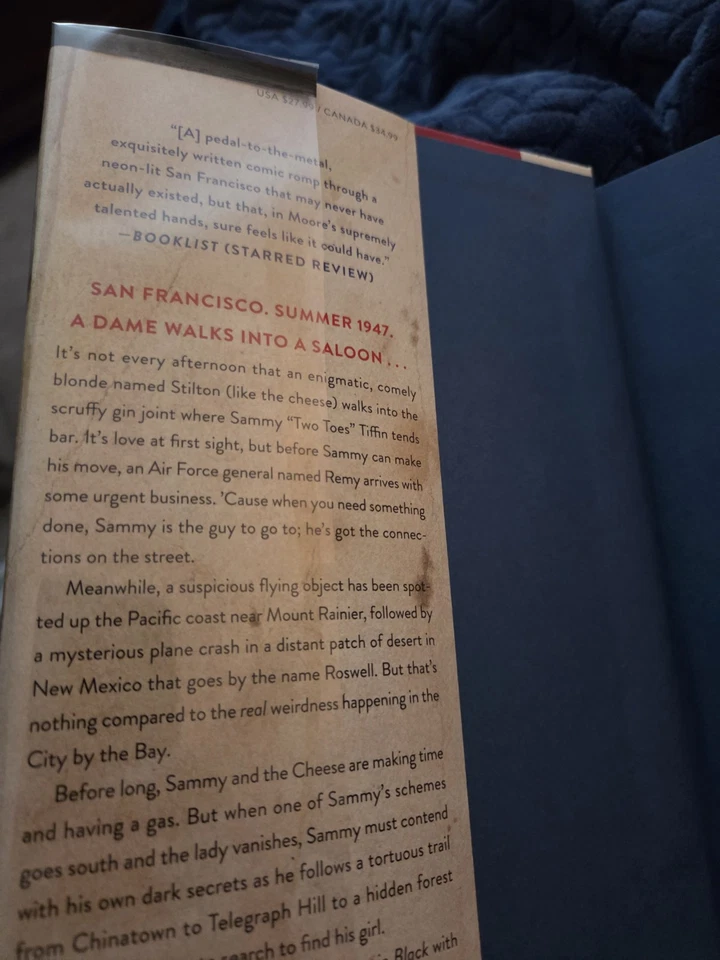 USA $27.99 / CANADA $34.99
“[A] pedal-to-the-metal,
exquisitely written comic romp through a
neon-lit San Francisco that may never have
actually existed, but that, in Moore’s supremely
talented hands, sure feels like it could have.”
—BOOKLIST (STARRED REVIEW)
SAN FRANCISCO. SUMMER 1947.
A DAME WALKS INTO A SALOON . . .
It’s not every afternoon that an enigmatic, comely
blonde named Stilton (like the cheese) walks into the
scruffy gin joint where Sammy “Two Toes” Tiffin tends
bar. It’s love at first sight, but before Sammy can make
his move, an Air Force general named Remy arrives with
some urgent business. ’Cause when you need something
done, Sammy is the guy to go to; he’s got the connec-
tions on the street.
Meanwhile, a suspicious flying object has been spot-
ted up the Pacific coast near Mount Rainier, followed by
a mysterious plane crash in a distant patch of desert in
New Mexico that goes by the name Roswell. But that’s
nothing compared to the real weirdness happening in the
City by the Bay.
Before long, Sammy and the Cheese are making time
and having a gas. But when one of Sammy’s schemes
goes south and the lady vanishes, Sammy must contend
with his own dark secrets as he follows a tortuous trail
from Chinatown to Telegraph Hill to a hidden forest
search to find his girl.
Black with